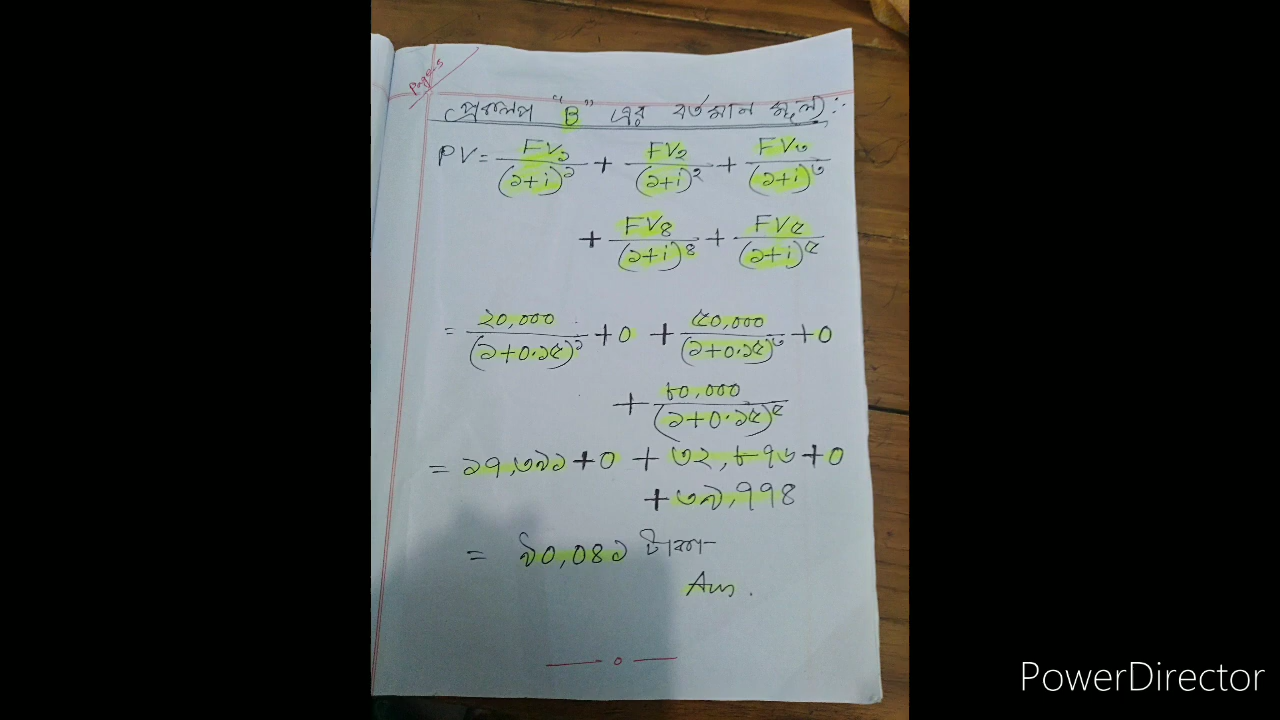 Page-5
প্রকল্প "B" এর বর্তমান মূল্য:-
PV = FV১/(১+i)^১ + FV২/(১+i)^২ + FV৩/(১+i)^৩
+ FV৪/(১+i)^৪ + FV৫/(১+i)^৫
= ২০,০০০/(১+০.১৫)^১ + ০ + ৫০,০০০/(১+০.১৫)^৩ + ০
+ ৮০,০০০/(১+০.১৫)^৫
= ১৭,৩৯১ + ০ + ৩২,৮৭৬ + ০
+ ৩৯,৭৭৪
= ৯০,০৪১ টাকা
Ans.
PowerDirector